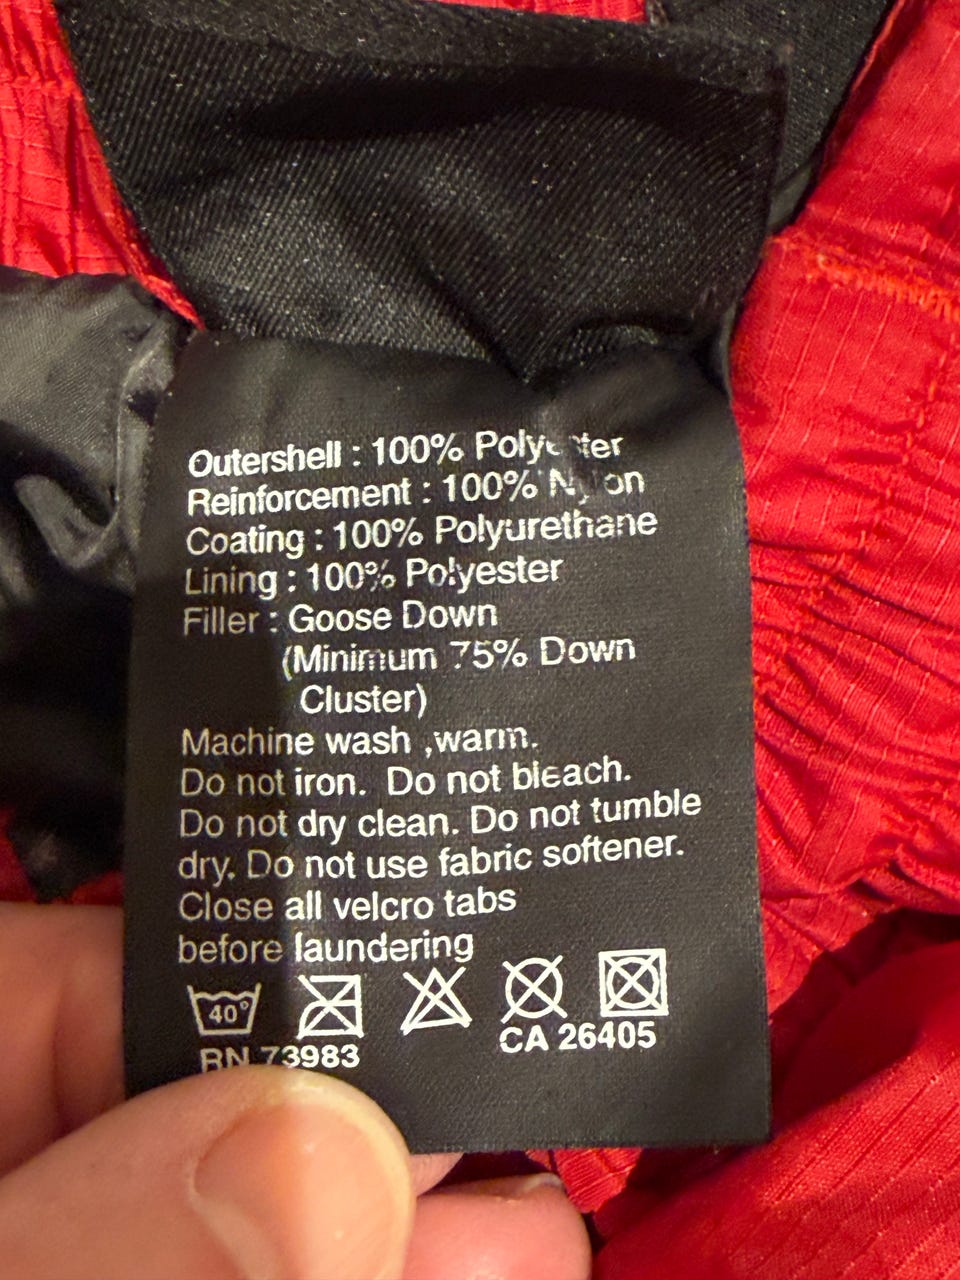 Outershell : 100% Polyester
Reinforcement : 100% Nylon
Coating : 100% Polyurethane
Lining : 100% Polyester
Filler : Goose Down
(Minimum 75% Down
Cluster)
Machine wash ,warm.
Do not iron. Do not bleach.
Do not dry clean. Do not tumble
dry. Do not use fabric softener.
Close all velcro tabs
before laundering
40°
CA 26405
RN 73983